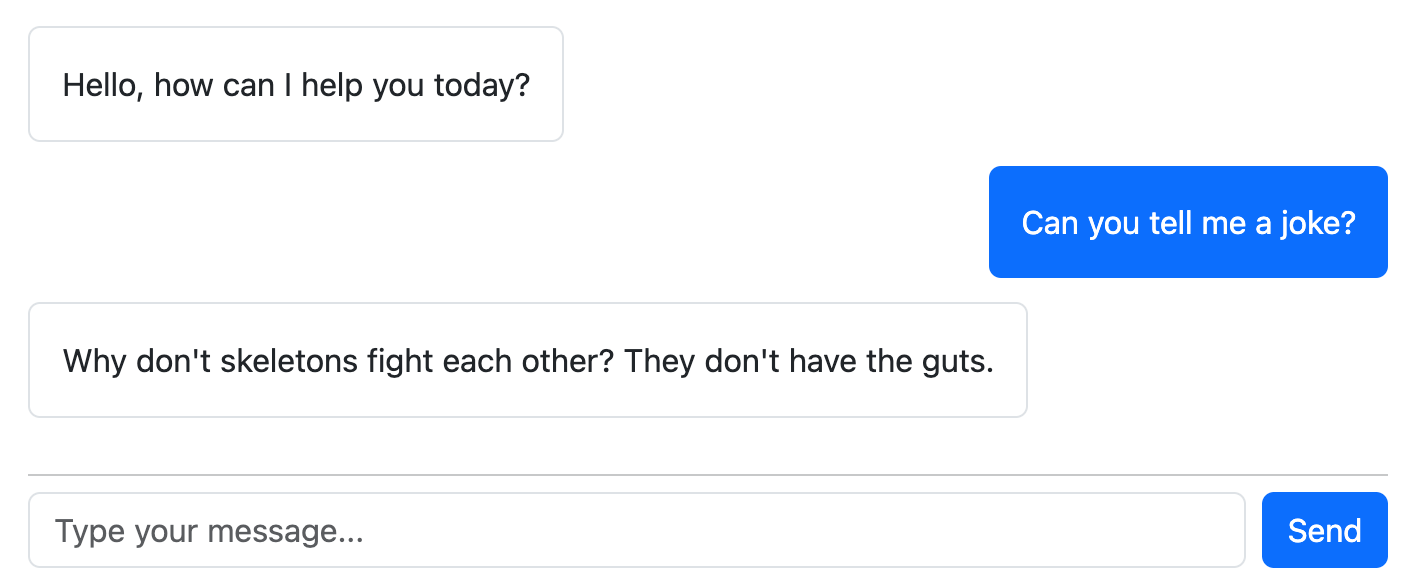 Hello, how can I help you today?
Can you tell me a joke?
Why don't skeletons fight each other? They don't have the guts.
Type your message...
Send